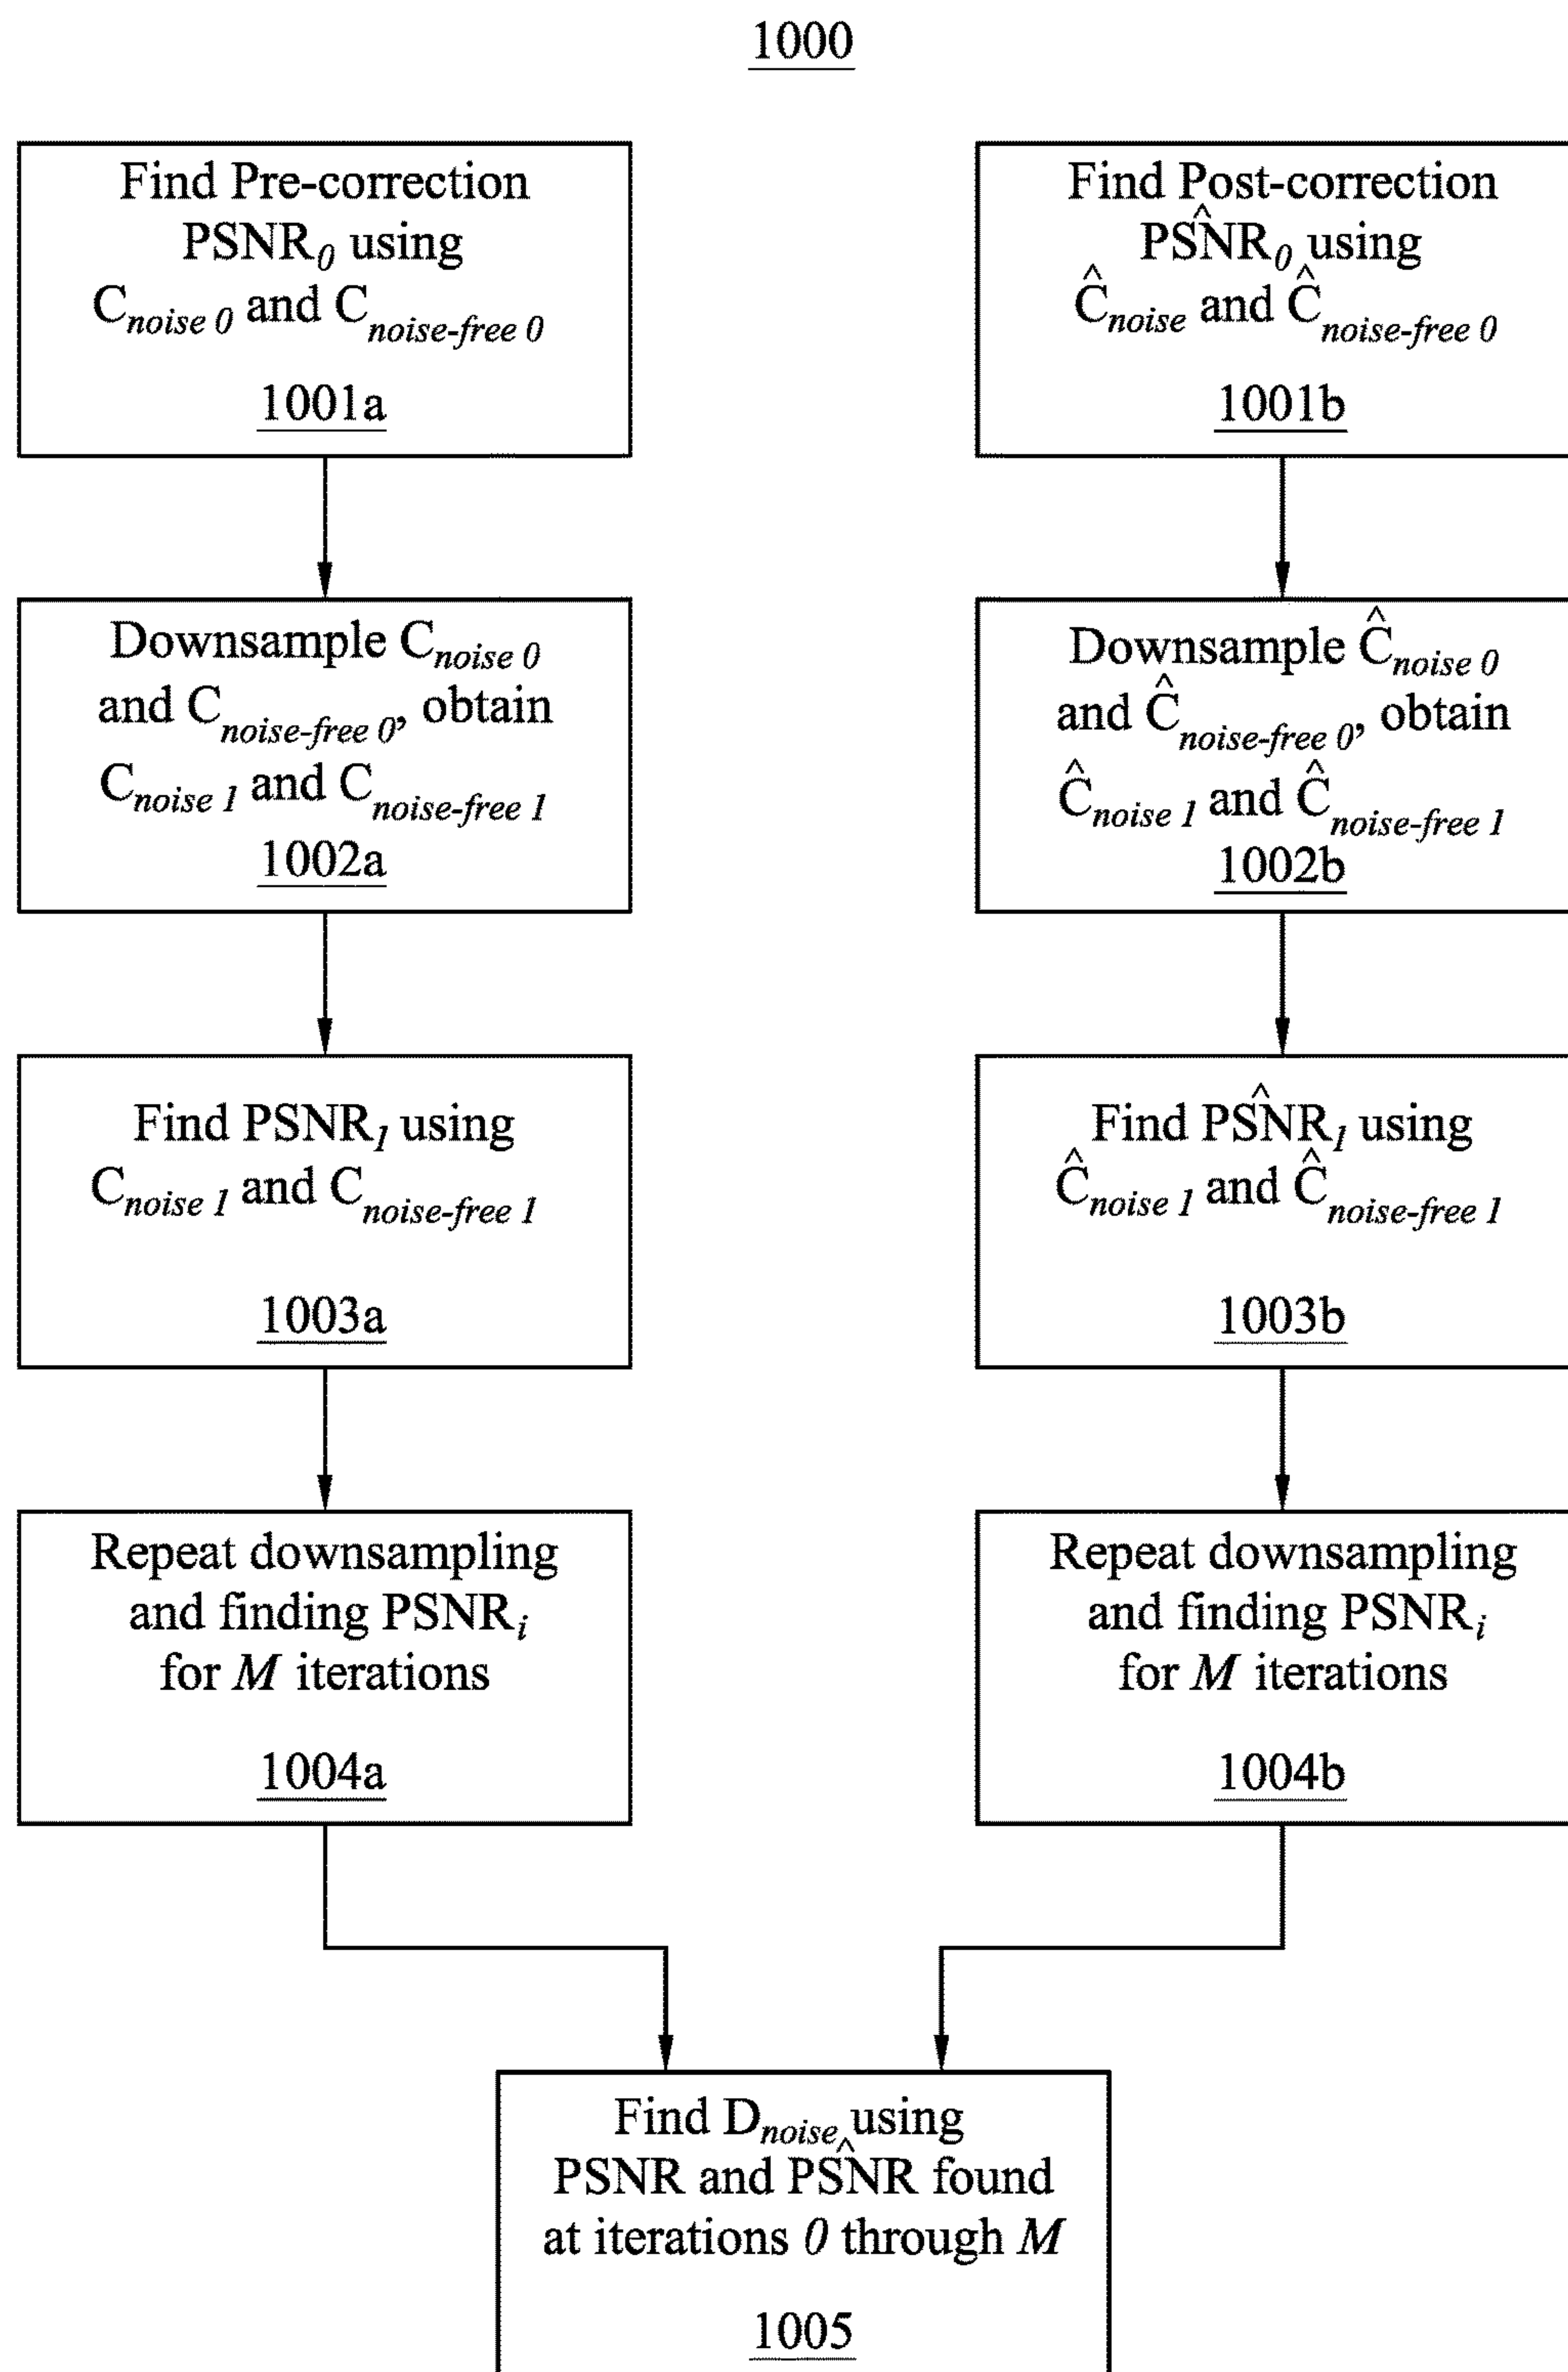 1000
Find Pre-correction
PSNR0 using
Cnoise 0 and Cnoise-free 0
1001a
Downsample Cnoise 0
and Cnoise-free 0, obtain
Cnoise 1 and Cnoise-free 1
1002a
Find PSNR1 using
Cnoise 1 and Cnoise-free 1
1003a
Repeat downsampling
and finding PSNRi
for M iterations
1004a
Find Post-correction
PSN̂R0 using
Ĉnoise and Ĉnoise-free 0
1001b
Downsample Ĉnoise 0
and Ĉnoise-free 0, obtain
Ĉnoise 1 and Ĉnoise-free 1
1002b
Find PSN̂R1 using
Ĉnoise 1 and Ĉnoise-free 1
1003b
Repeat downsampling
and finding PSNRi
for M iterations
1004b
Find Dnoise using
PSNR and PSN̂R found
at iterations 0 through M
1005